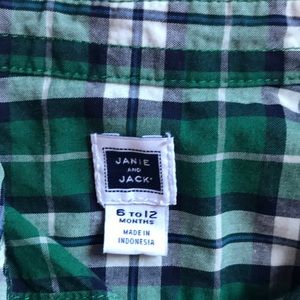 JANIE
AND
JACK
6 TO 12
MONTHS
MADE IN
INDONESIA